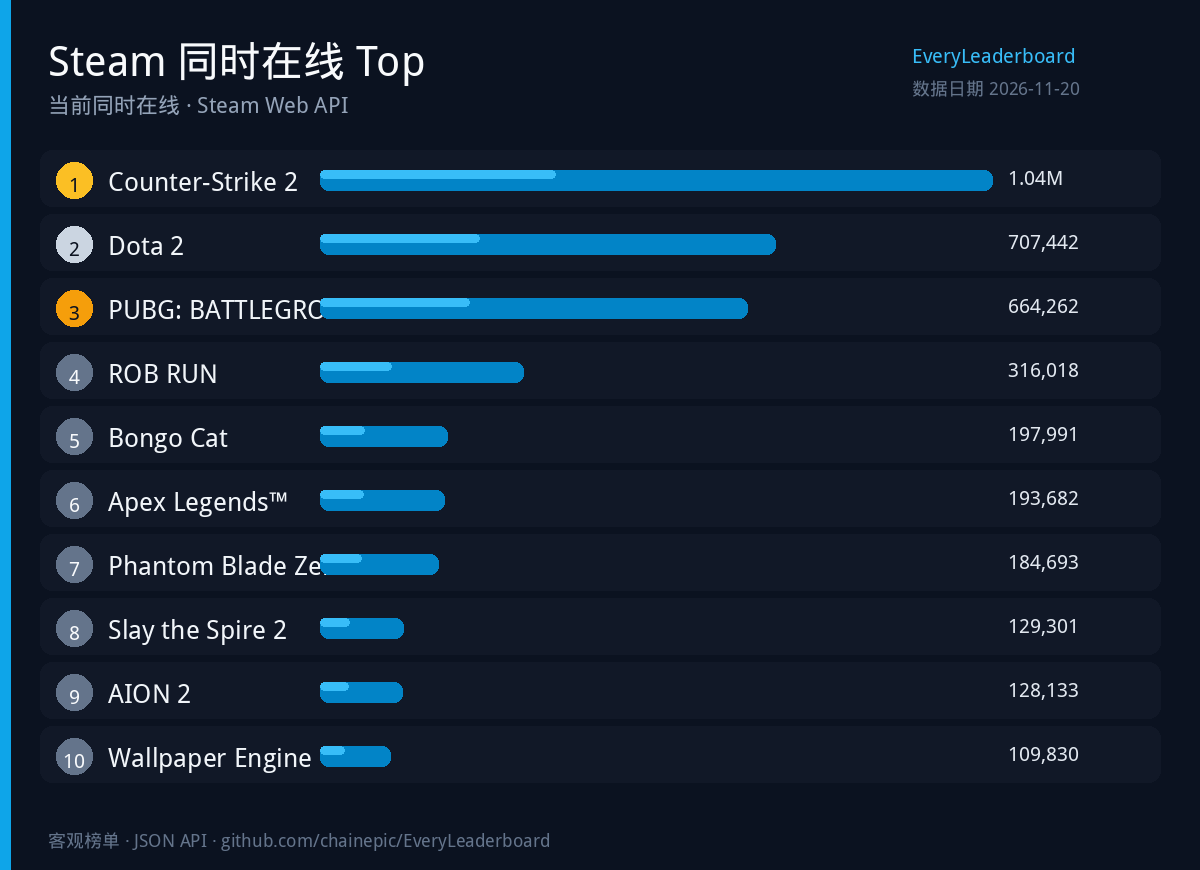 Steam 同时在线 Top
当前同时在线 · Steam Web API
EveryLeaderboard
数据日期 2026-11-20
1 Counter-Strike 2 1.04M
2 Dota 2 707,442
3 PUBG: BATTLEGRO 664,262
4 ROB RUN 316,018
5 Bongo Cat 197,991
6 Apex Legends™ 193,682
7 Phantom Blade Ze 184,693
8 Slay the Spire 2 129,301
9 AION 2 128,133
10 Wallpaper Engine 109,830
客观榜单 · JSON API · github.com/chainepic/EveryLeaderboard